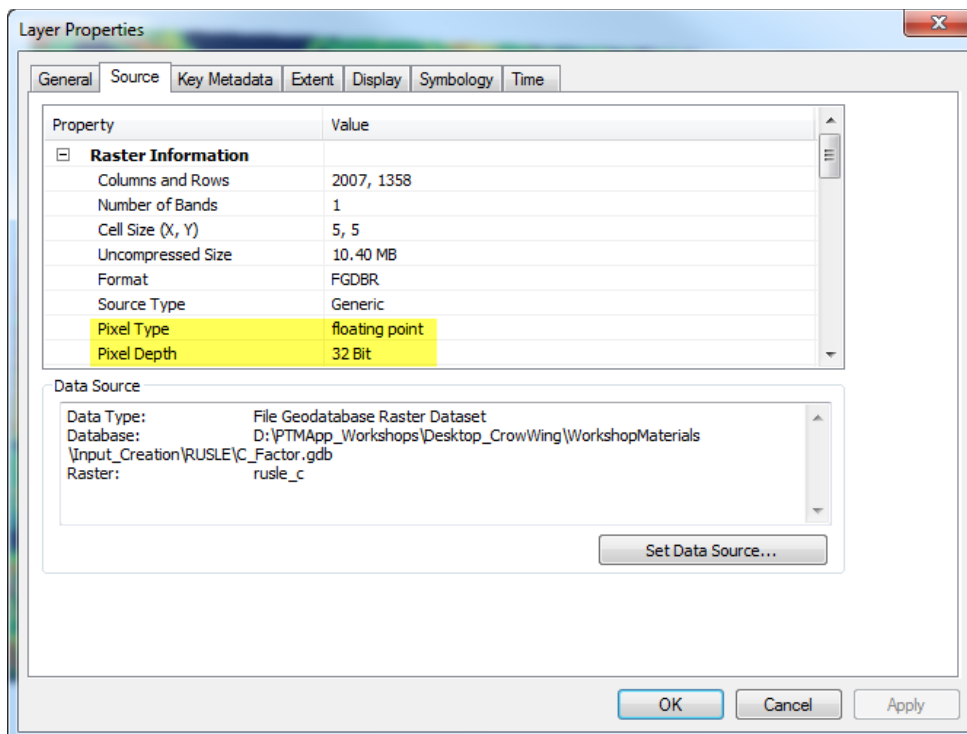 Layer Properties
General Source Key Metadata Extent Display Symbology Time
Property Value
Raster Information
Columns and Rows 2007, 1358
Number of Bands 1
Cell Size (X, Y) 5, 5
Uncompressed Size 10.40 MB
Format FGDBR
Source Type Generic
Pixel Type floating point
Pixel Depth 32 Bit
Data Source
Data Type: File Geodatabase Raster Dataset
Database: D:\PTMApp_Workshops\Desktop_CrowWing\WorkshopMaterials
\Input_Creation\RUSLE\C_Factor.gdb
Raster: rusle_c
Set Data Source...
OK Cancel Apply